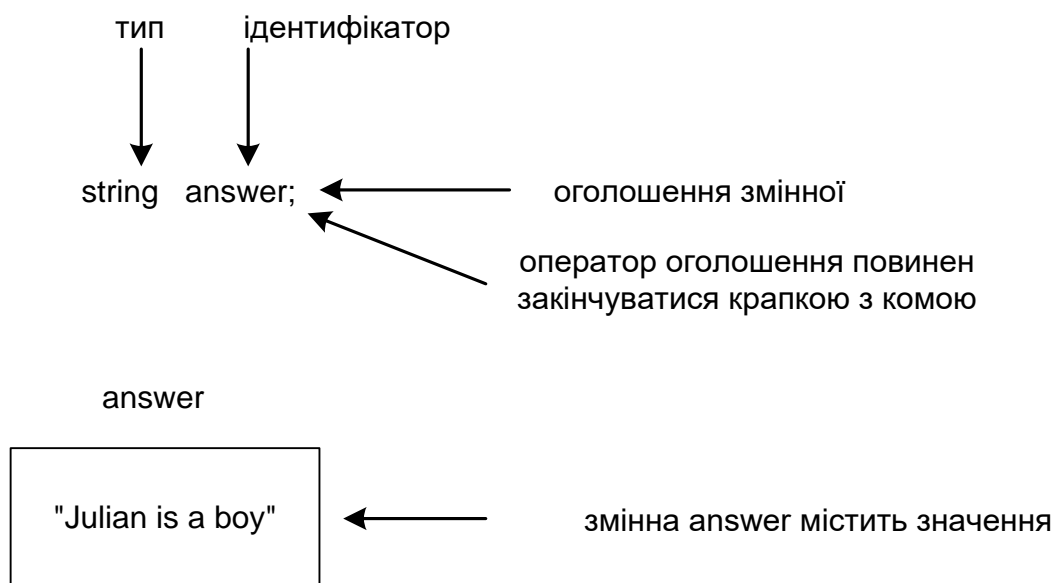 тип ідентифікатор
string answer;
оголошення змінної
оператор оголошення повинен
закінчуватися крапкою з комою
answer
"Julian is a boy"
змінна answer містить значення